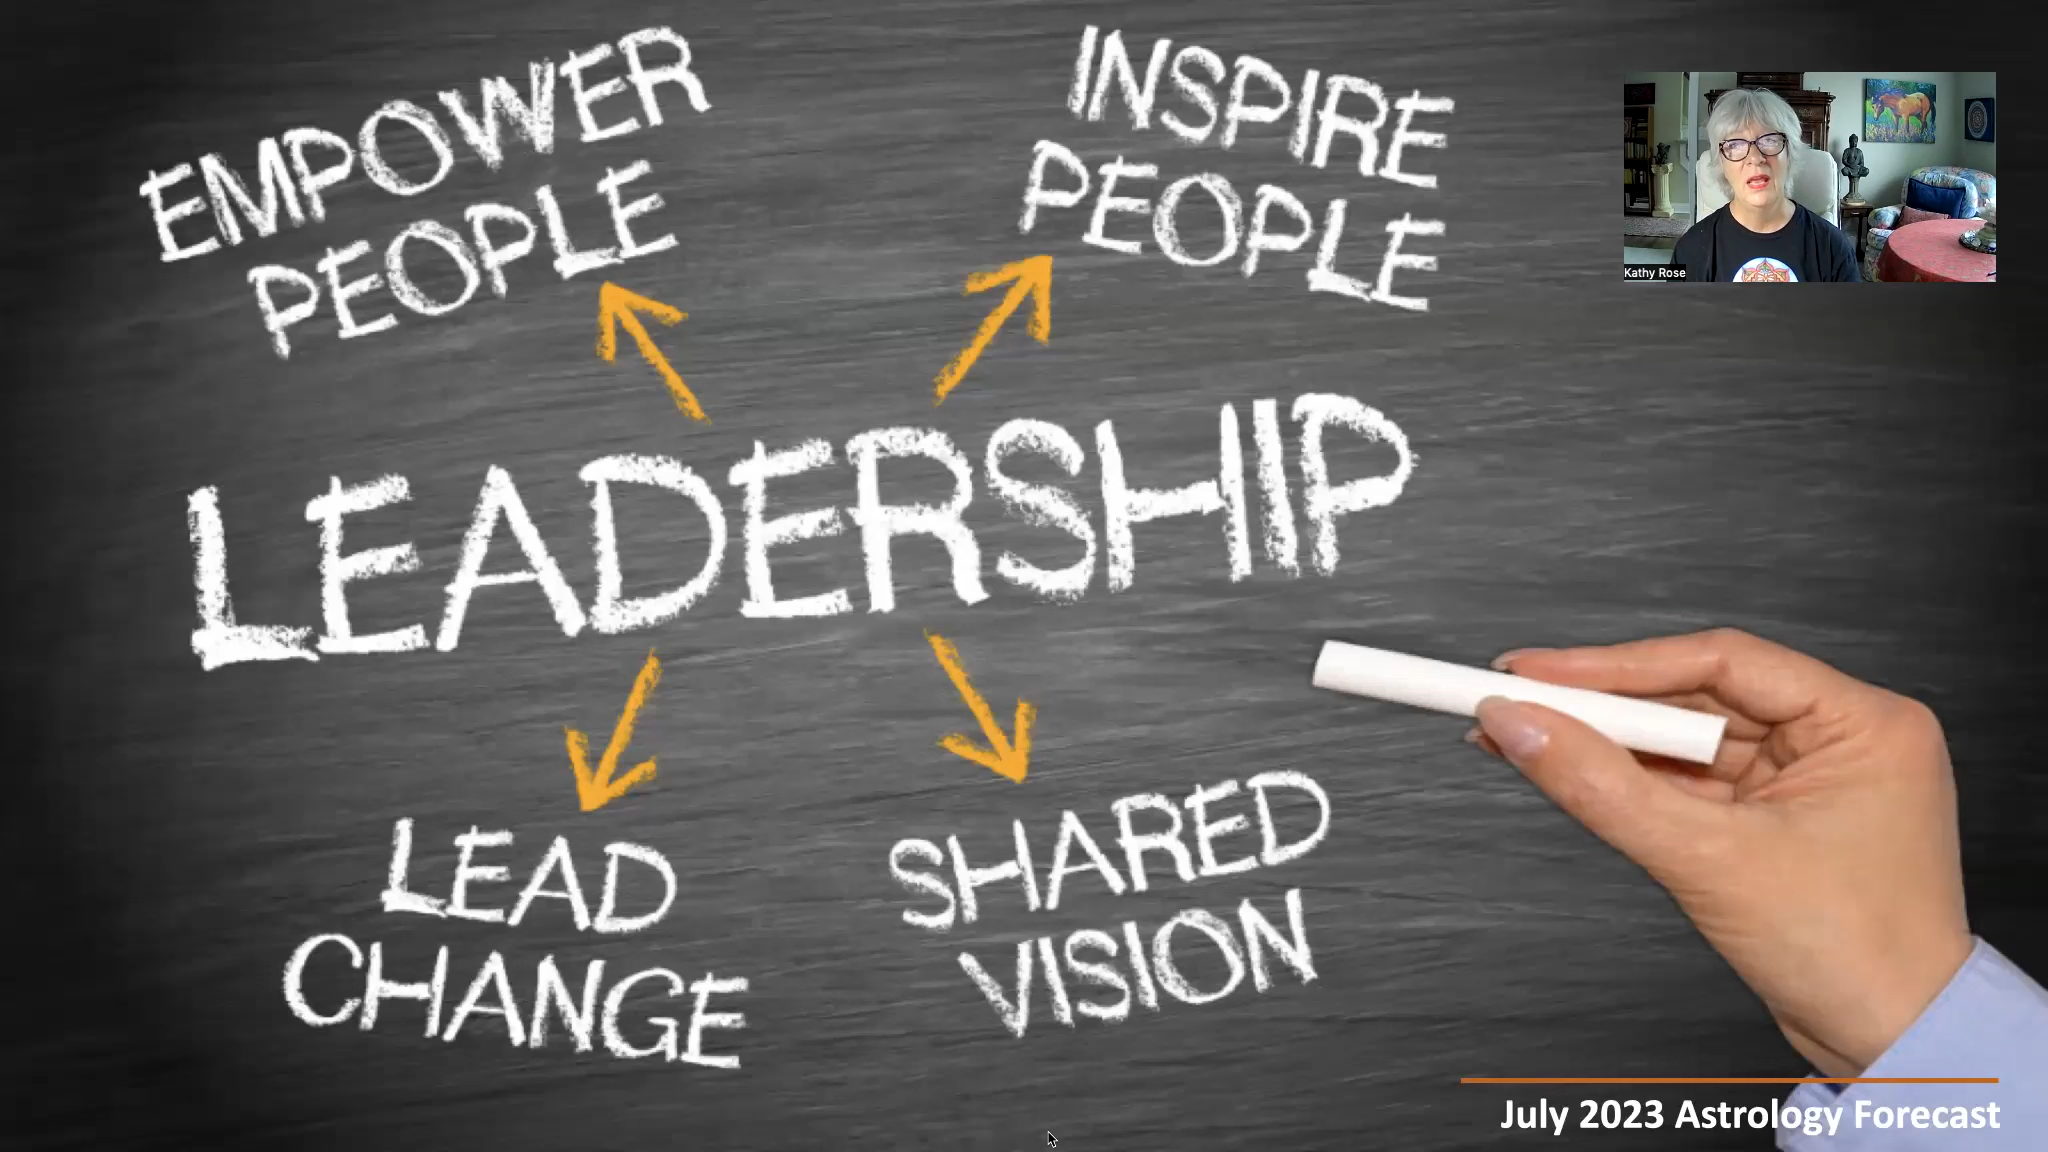 EMPOWER
PEOPLE
INSPIRE
PEOPLE
Kathy Rose
LEADERSHIP
LEAD
CHANGE
SHARED
VISION
July 2023 Astrology Forecast